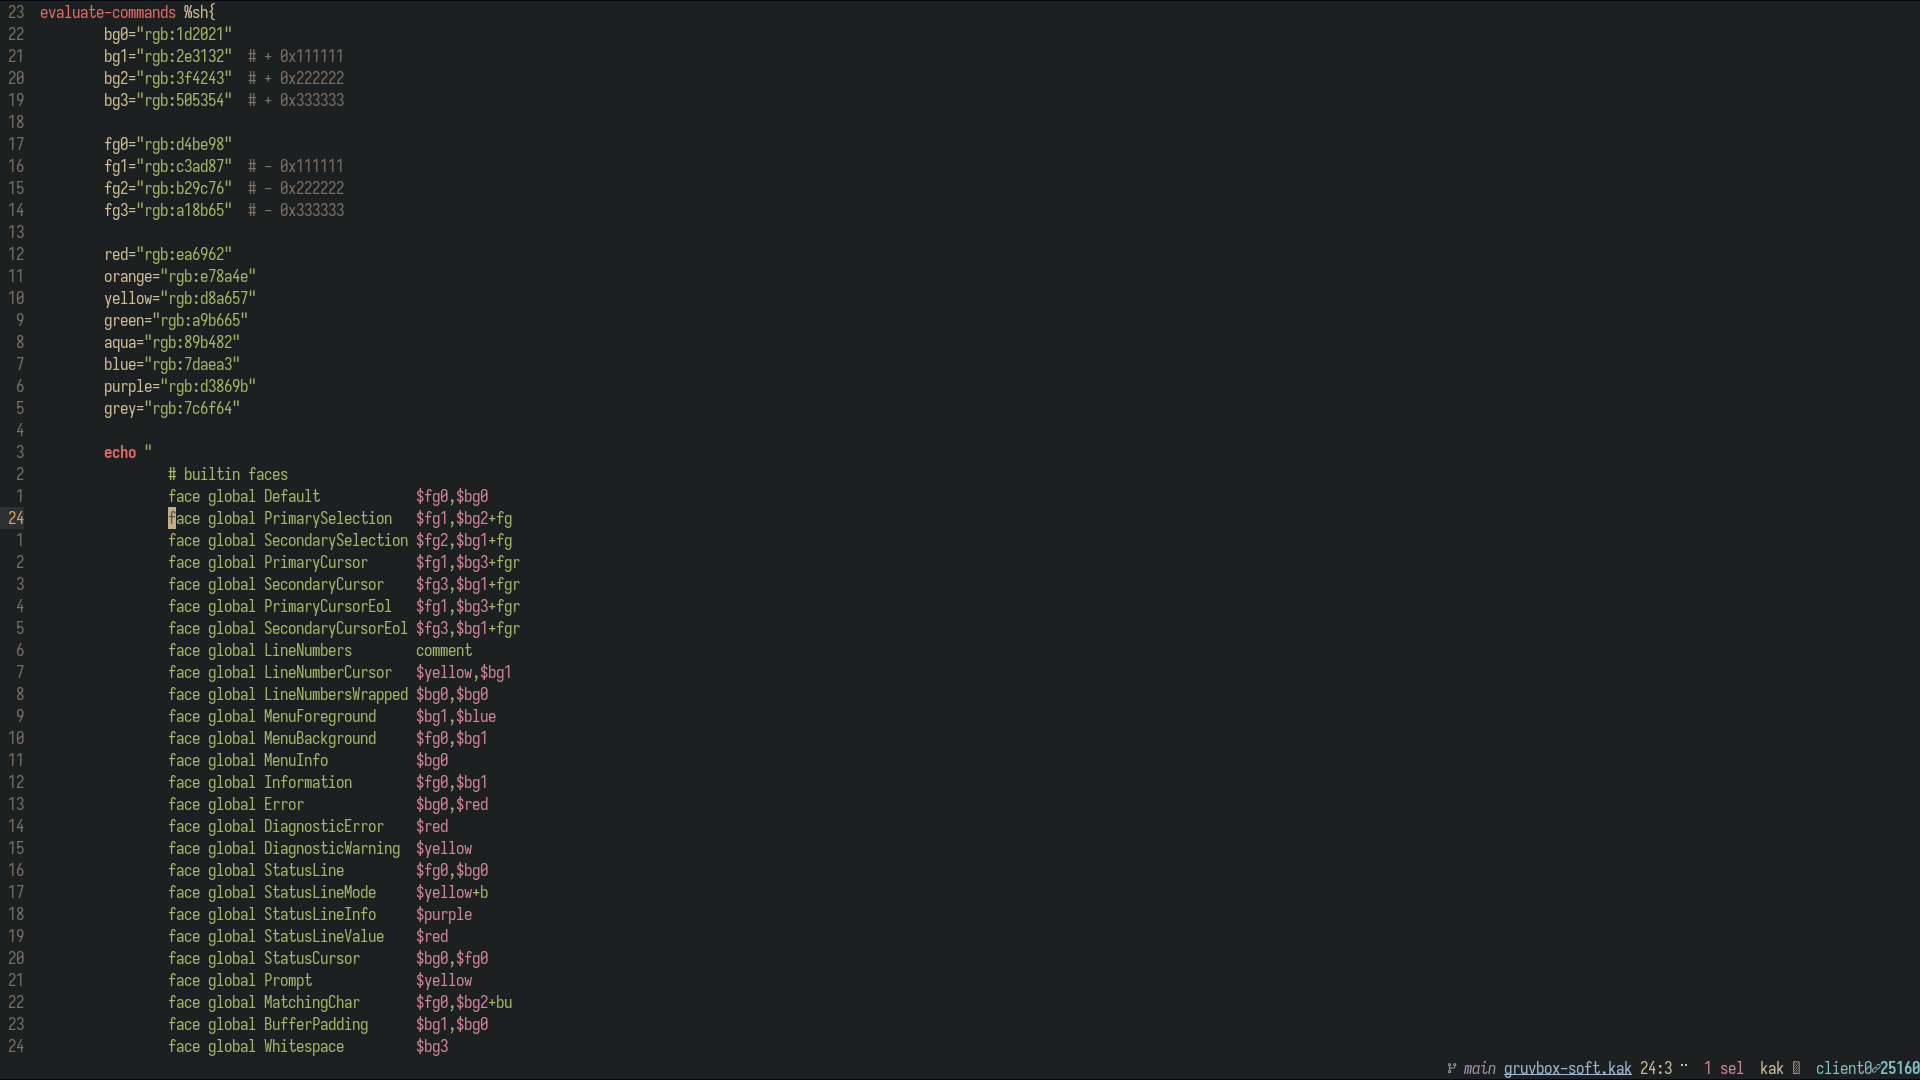 23 evaluate-commands %sh{
22 bg0="rgb:1d2021"
21 bg1="rgb:2e3132" # + 0x111111
20 bg2="rgb:3f4243" # + 0x222222
19 bg3="rgb:505354" # + 0x333333
18
17 fg0="rgb:d4be98"
16 fg1="rgb:c3ad87" # - 0x111111
15 fg2="rgb:b29c76" # - 0x222222
14 fg3="rgb:a18b65" # - 0x333333
13
12 red="rgb:ea6962"
11 orange="rgb:e78a4e"
10 yellow="rgb:d8a657"
9 green="rgb:a9b665"
8 aqua="rgb:89b482"
7 blue="rgb:7daea3"
6 purple="rgb:d3869b"
5 grey="rgb:7c6f64"
4
3 echo "
2 # builtin faces
1 face global Default $fg0,$bg0
24 face global PrimarySelection $fg1,$bg2+fg
1 face global SecondarySelection $fg2,$bg1+fg
2 face global PrimaryCursor $fg1,$bg3+fgr
3 face global SecondaryCursor $fg3,$bg1+fgr
4 face global PrimaryCursorEol $fg1,$bg3+fgr
5 face global SecondaryCursorEol $fg3,$bg1+fgr
6 face global LineNumbers comment
7 face global LineNumberCursor $yellow,$bg1
8 face global LineNumbersWrapped $bg0,$bg0
9 face global MenuForeground $bg1,$blue
10 face global MenuBackground $fg0,$bg1
11 face global MenuInfo $bg0
12 face global Information $fg0,$bg1
13 face global Error $bg0,$red
14 face global DiagnosticError $red
15 face global DiagnosticWarning $yellow
16 face global StatusLine $fg0,$bg0
17 face global StatusLineMode $yellow+b
18 face global StatusLineInfo $purple
19 face global StatusLineValue $red
20 face global StatusCursor $bg0,$fg0
21 face global Prompt $yellow
22 face global MatchingChar $fg0,$bg2+bu
23 face global BufferPadding $bg1,$bg0
24 face global Whitespace $bg3
main gruvbox-soft.kak 24:3 1 sel kak client0 25160